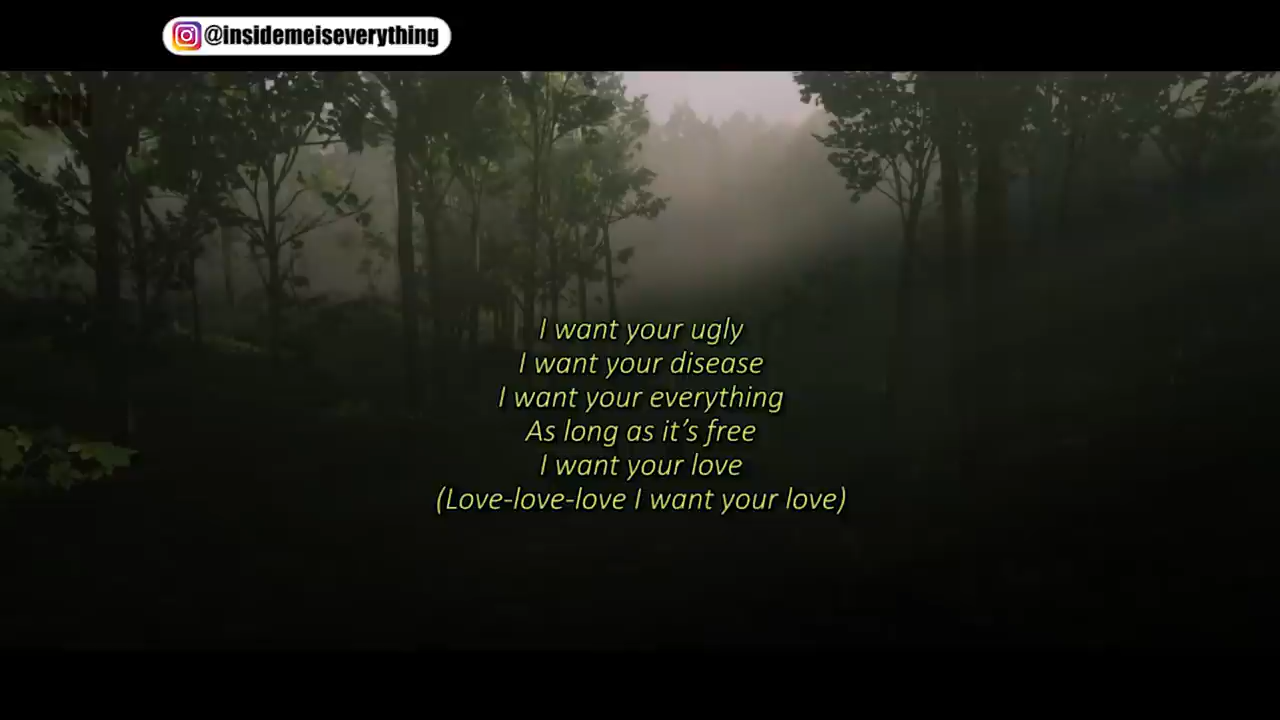 @insidemeiseverything
I want your ugly
I want your disease
I want your everything
As long as it’s free
I want your love
(Love-love-love I want your love)